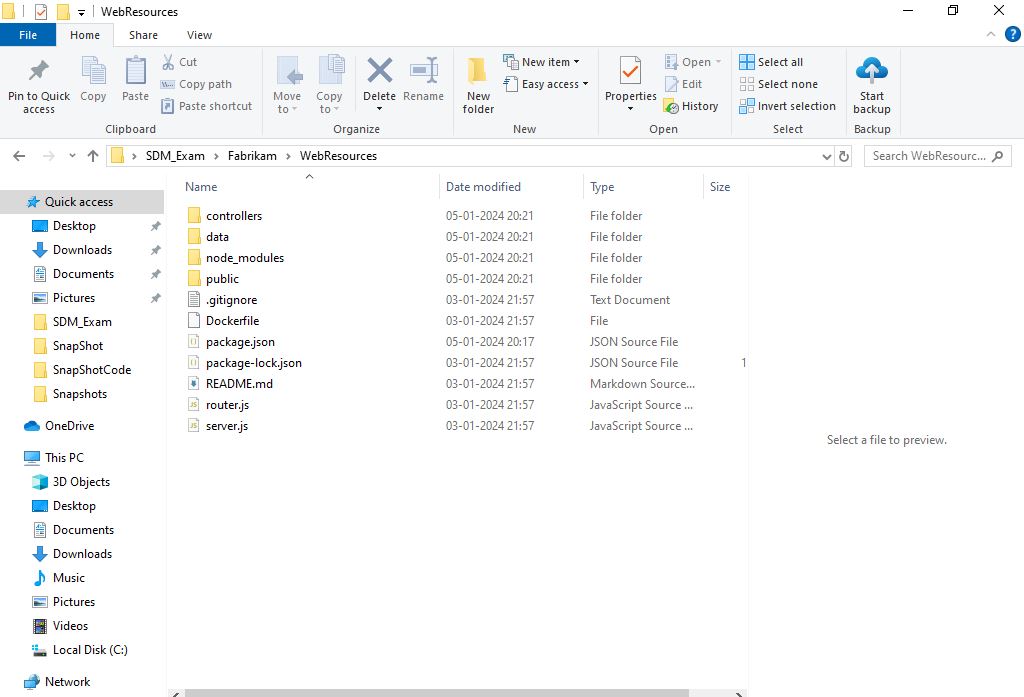 WebResources
File Home Share View
Pin to Quick access
Copy
Paste
Cut
Copy path
Paste shortcut
Clipboard
Move to
Copy to
Delete
Rename
Organize
New folder
New item
Easy access
New
Properties
Open
Edit
History
Open
Select all
Select none
Invert selection
Select
Start backup
Backup
SDM_Exam > Fabrikam > WebResources
Search WebResourc...
Quick access
Desktop
Downloads
Documents
Pictures
SDM_Exam
SnapShot
SnapShotCode
Snapshots
OneDrive
This PC
3D Objects
Desktop
Documents
Downloads
Music
Pictures
Videos
Local Disk (C:)
Network
Name Date modified Type Size
controllers 05-01-2024 20:21 File folder
data 05-01-2024 20:21 File folder
node_modules 05-01-2024 20:21 File folder
public 05-01-2024 20:21 File folder
.gitignore 03-01-2024 21:57 Text Document
Dockerfile 03-01-2024 21:57 File
package.json 05-01-2024 20:17 JSON Source File
package-lock.json 03-01-2024 21:57 JSON Source File 1
README.md 03-01-2024 21:57 Markdown Source...
router.js 03-01-2024 21:57 JavaScript Source ...
server.js 03-01-2024 21:57 JavaScript Source ...
Select a file to preview.